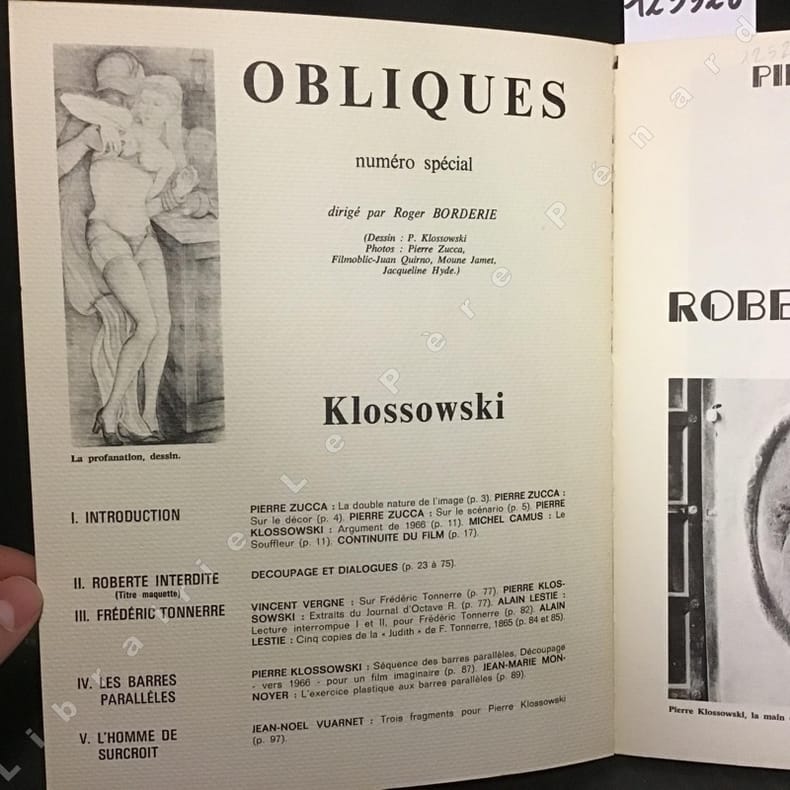 OBLIQUES
numéro spécial
dirigé par Roger BORDERIE
(Dessin : P. Klossowski
Photos : Pierre Zucca,
Filmoblic-Juan Quirno, Moune Jamet,
Jacqueline Hyde.)
Klossowski
La profanation, dessin.
I. INTRODUCTION
PIERRE ZUCCA : La double nature de l'image (p. 3). PIERRE ZUCCA :
Sur le décor (p. 4). PIERRE ZUCCA : Sur le scénario (p. 5). PIERRE
KLOSSOWSKI : Argument de 1966 (p. 11). MICHEL CAMUS : Le
Souffleur (p. 11). CONTINUITE DU FILM (p. 17).
II. ROBERTE INTERDITE
(Titre maquette)
DECOUPAGE ET DIALOGUES (p. 23 à 75).
III. FRÉDÉRIC TONNERRE
VINCENT VERGNE : Sur Frédéric Tonnerre (p. 77). PIERRE KLOS-
SOWSKI : Extraits du Journal d'Octave R. (p. 77). ALAIN LESTIE :
Lecture interrompue I et II, pour Frédéric Tonnerre (p. 82). ALAIN
LESTIE : Cinq copies de la « Judith » de F. Tonnerre, 1865 (p. 84 et 85).
IV. LES BARRES
PARALLÈLES
PIERRE KLOSSOWSKI : Séquence des barres parallèles, Découpage
- vers 1966 - pour un film imaginaire (p. 87). JEAN-MARIE MON-
NOYER : L'exercice plastique aux barres parallèles (p. 89).
V. L'HOMME DE
SURCROIT
JEAN-NOEL VUARNET : Trois fragments pour Pierre Klossowski
(p. 97).
PI
ROBE
Pierre Klossowski, la main
Librairie Le Père Pénard